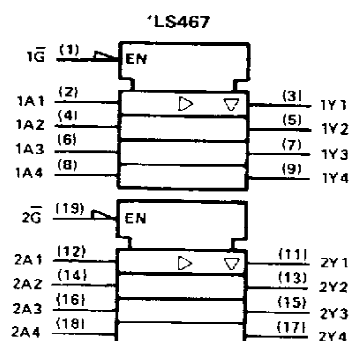 'LS467
1G̅ (1) EN
1A1 (2) (3) 1Y1
1A2 (4) (5) 1Y2
1A3 (6) (7) 1Y3
1A4 (8) (9) 1Y4
2G̅ (19) EN
2A1 (12) (11) 2Y1
2A2 (14) (13) 2Y2
2A3 (16) (15) 2Y3
2A4 (18) (17) 2Y4